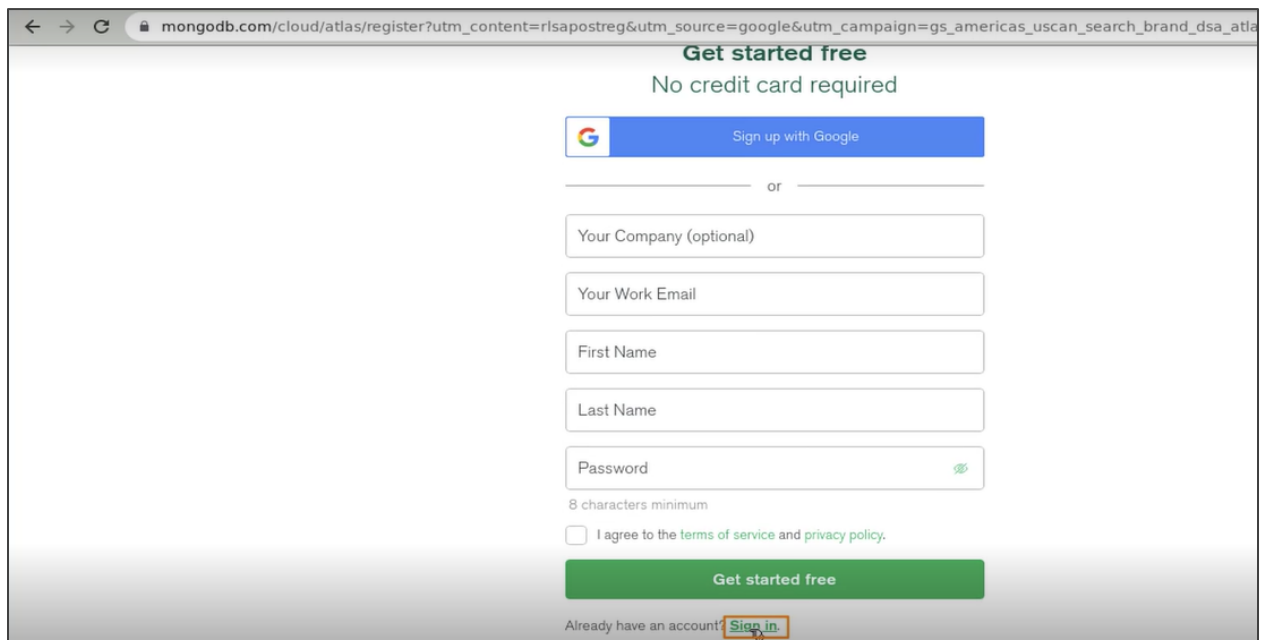 mongodb.com/cloud/atlas/register?utm_content=rlsapostreg&utm_source=google&utm_campaign=gs_americas_uscan_search_brand_dsa_atla
Get started free
No credit card required
G Sign up with Google
or
Your Company (optional)
Your Work Email
First Name
Last Name
Password
8 characters minimum
I agree to the terms of service and privacy policy.
Get started free
Already have an account? Sign in.